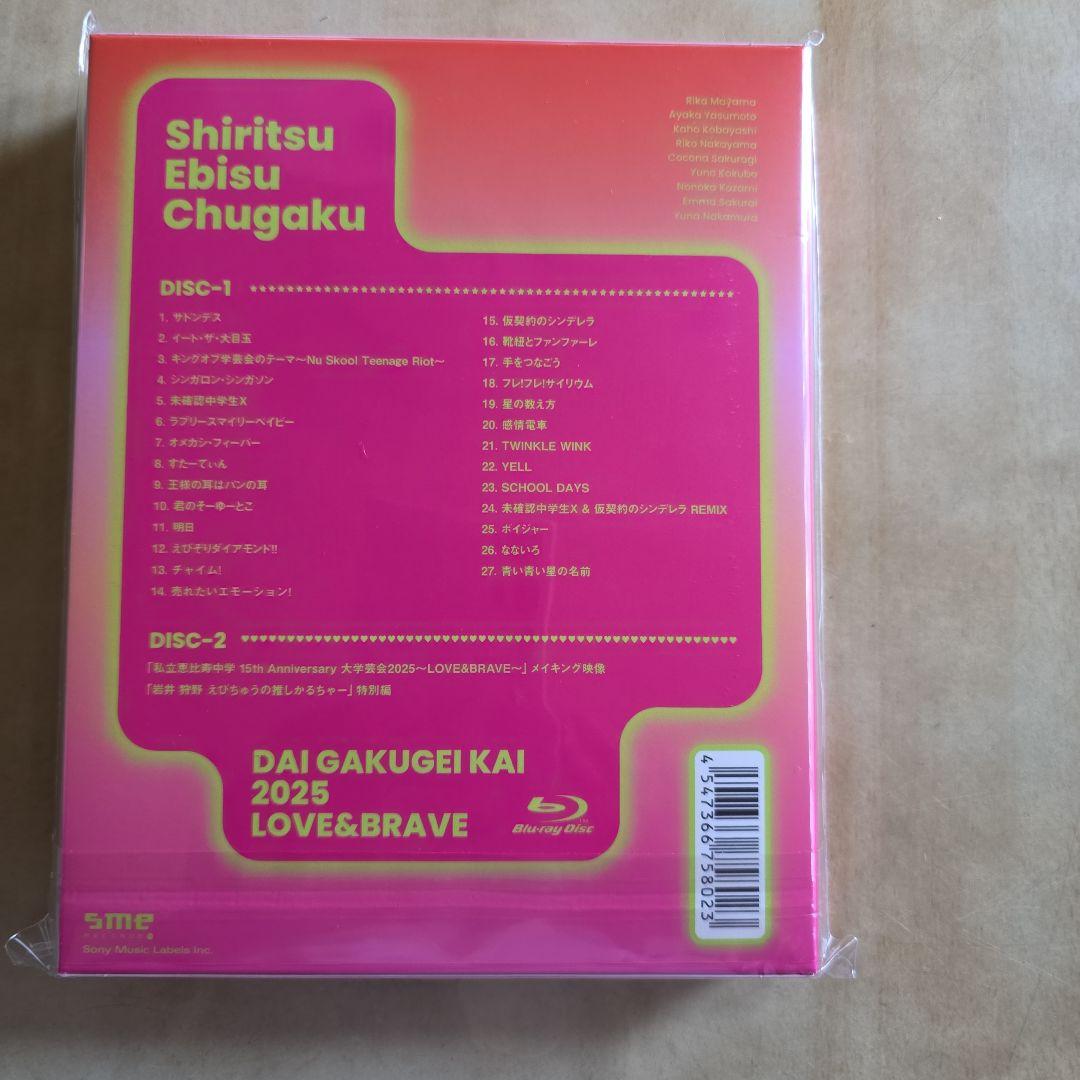 Rika Mayama
Ayaka Yasumoto
Kaho Kobayashi
Rika Nakayama
Cocona Sakuragi
Yuno Kokubo
Nonoka Kazami
Emma Sakurai
Yuna Nakamura
Shiritsu
Ebisu
Chugaku
DISC-1
1. サドンデス
2. イート・ザ・大目玉
3. キングオブ学芸会のテーマ〜Nu Skool Teenage Riot〜
4. シンガロン・シンガソン
5. 未確認中学生X
6. ラブリースマイリーベイビー
7. オメカシ・フィーバー
8. すたーてぃん
9. 王様の耳はパンの耳
10. 君のそーゆーとこ
11. 明日
12. えびぞりダイアモンド!!
13. チャイム!
14. 売れたいエモーション!
15. 仮契約のシンデレラ
16. 靴紐とファンファーレ
17. 手をつなごう
18. フレ!フレ!サイリウム
19. 星の数え方
20. 感情電車
21. TWINKLE WINK
22. YELL
23. SCHOOL DAYS
24. 未確認中学生X & 仮契約のシンデレラ REMIX
25. ボイジャー
26. なないろ
27. 青い青い星の名前
DISC-2
「私立恵比寿中学 15th Anniversary 大学芸会2025〜LOVE&BRAVE〜」メイキング映像
「岩井 狩野 えびちゅうの推しかるちゃー」特別編
DAI GAKUGEI KAI
2025
LOVE&BRAVE
Blu-ray Disc
TM
4 547366 758023
sme
RECORDS
Sony Music Labels Inc.